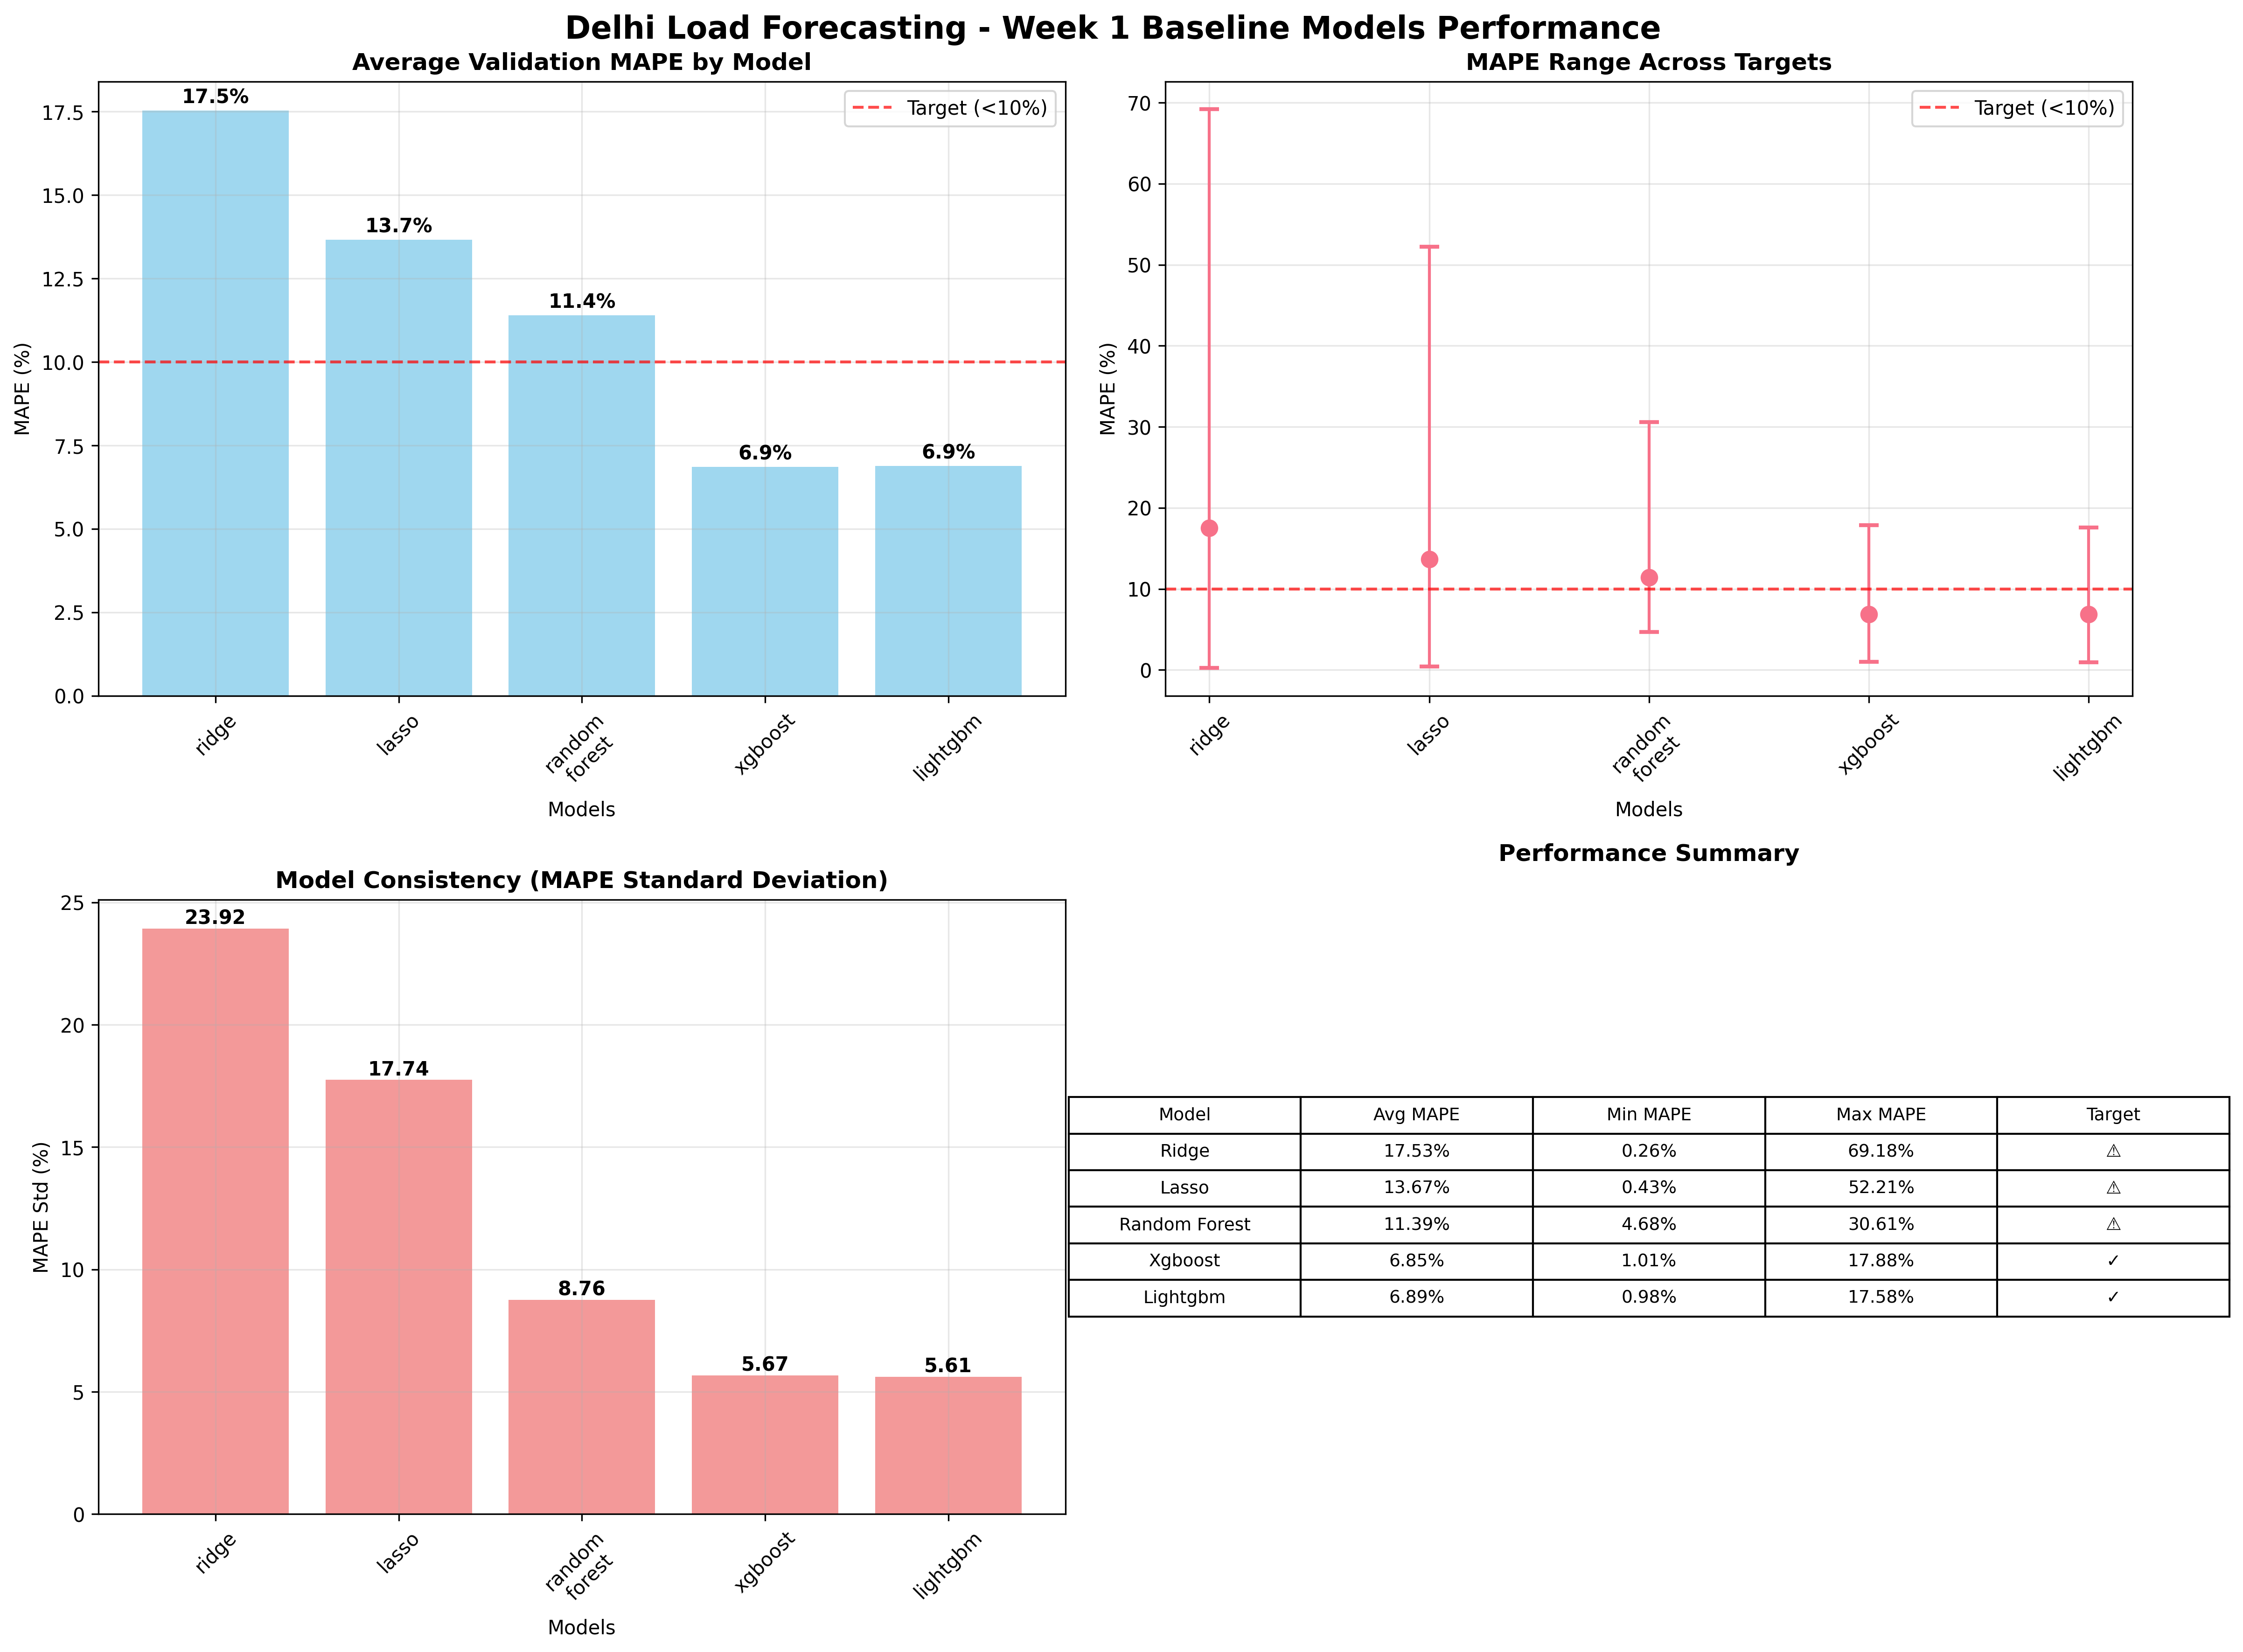 Delhi Load Forecasting - Week 1 Baseline Models Performance
Average Validation MAPE by Model
MAPE (%)
17.5
15.0
12.5
10.0
7.5
5.0
2.5
0.0
17.5%
13.7%
11.4%
6.9%
6.9%
Target (<10%)
ridge
lasso
random
forest
xgboost
lightgbm
Models
MAPE Range Across Targets
MAPE (%)
70
60
50
40
30
20
10
0
Target (<10%)
ridge
lasso
random
forest
xgboost
lightgbm
Models
Model Consistency (MAPE Standard Deviation)
MAPE Std (%)
25
20
15
10
5
0
23.92
17.74
8.76
5.67
5.61
ridge
lasso
random
forest
xgboost
lightgbm
Models
Performance Summary
Model Avg MAPE Min MAPE Max MAPE Target
Ridge 17.53% 0.26% 69.18% ⚠
Lasso 13.67% 0.43% 52.21% ⚠
Random Forest 11.39% 4.68% 30.61% ⚠
Xgboost 6.85% 1.01% 17.88% ✓
Lightgbm 6.89% 0.98% 17.58% ✓